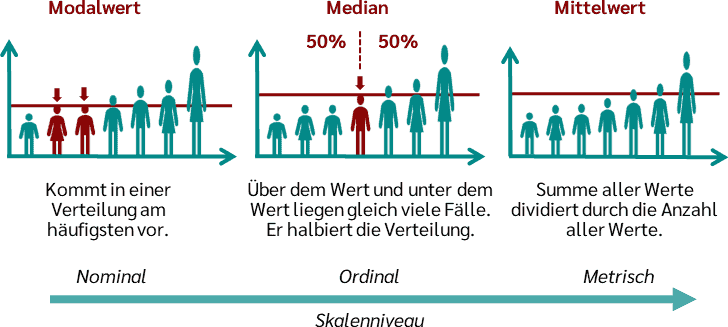 Modalwert
Median
Mittelwert
50% 50%
Kommt in einer
Verteilung am
häufigsten vor.
Über dem Wert und unter dem
Wert liegen gleich viele Fälle.
Er halbiert die Verteilung.
Summe aller Werte
dividiert durch die Anzahl
aller Werte.
Nominal
Ordinal
Metrisch
Skalenniveau